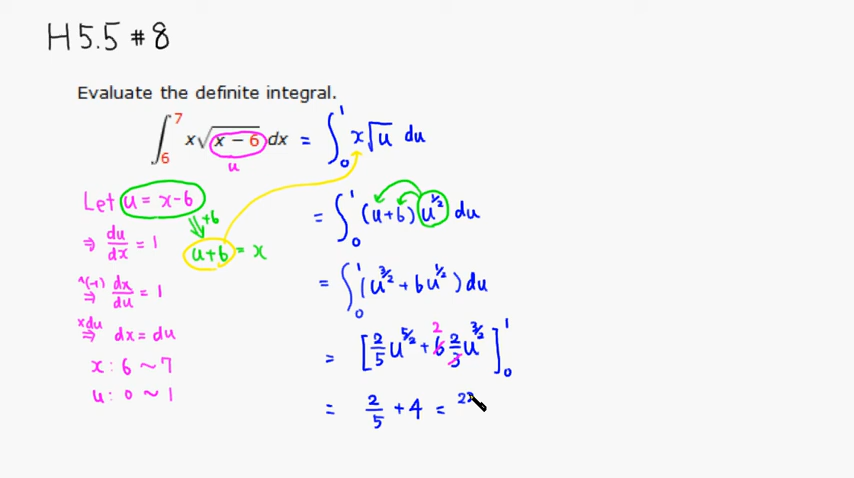 H 5.5 #8
Evaluate the definite integral.
∫₆⁷ x√(x − 6) dx = ∫₀¹ x√u du
u
Let u = x-6
= ∫₀¹ (u+6) u^(1/2) du
⇓ +6
⇒ du/dx = 1
u+6 = x
^(-1) ⇒ dx/du = 1
= ∫₀¹ (u^(3/2) + 6u^(1/2)) du
xdu ⇒ dx = du
= [2/5 u^(5/2) + 6 2/3 u^(3/2)]₀¹
2
x : 6 ~ 7
u : 0 ~ 1
= 2/5 + 4 =